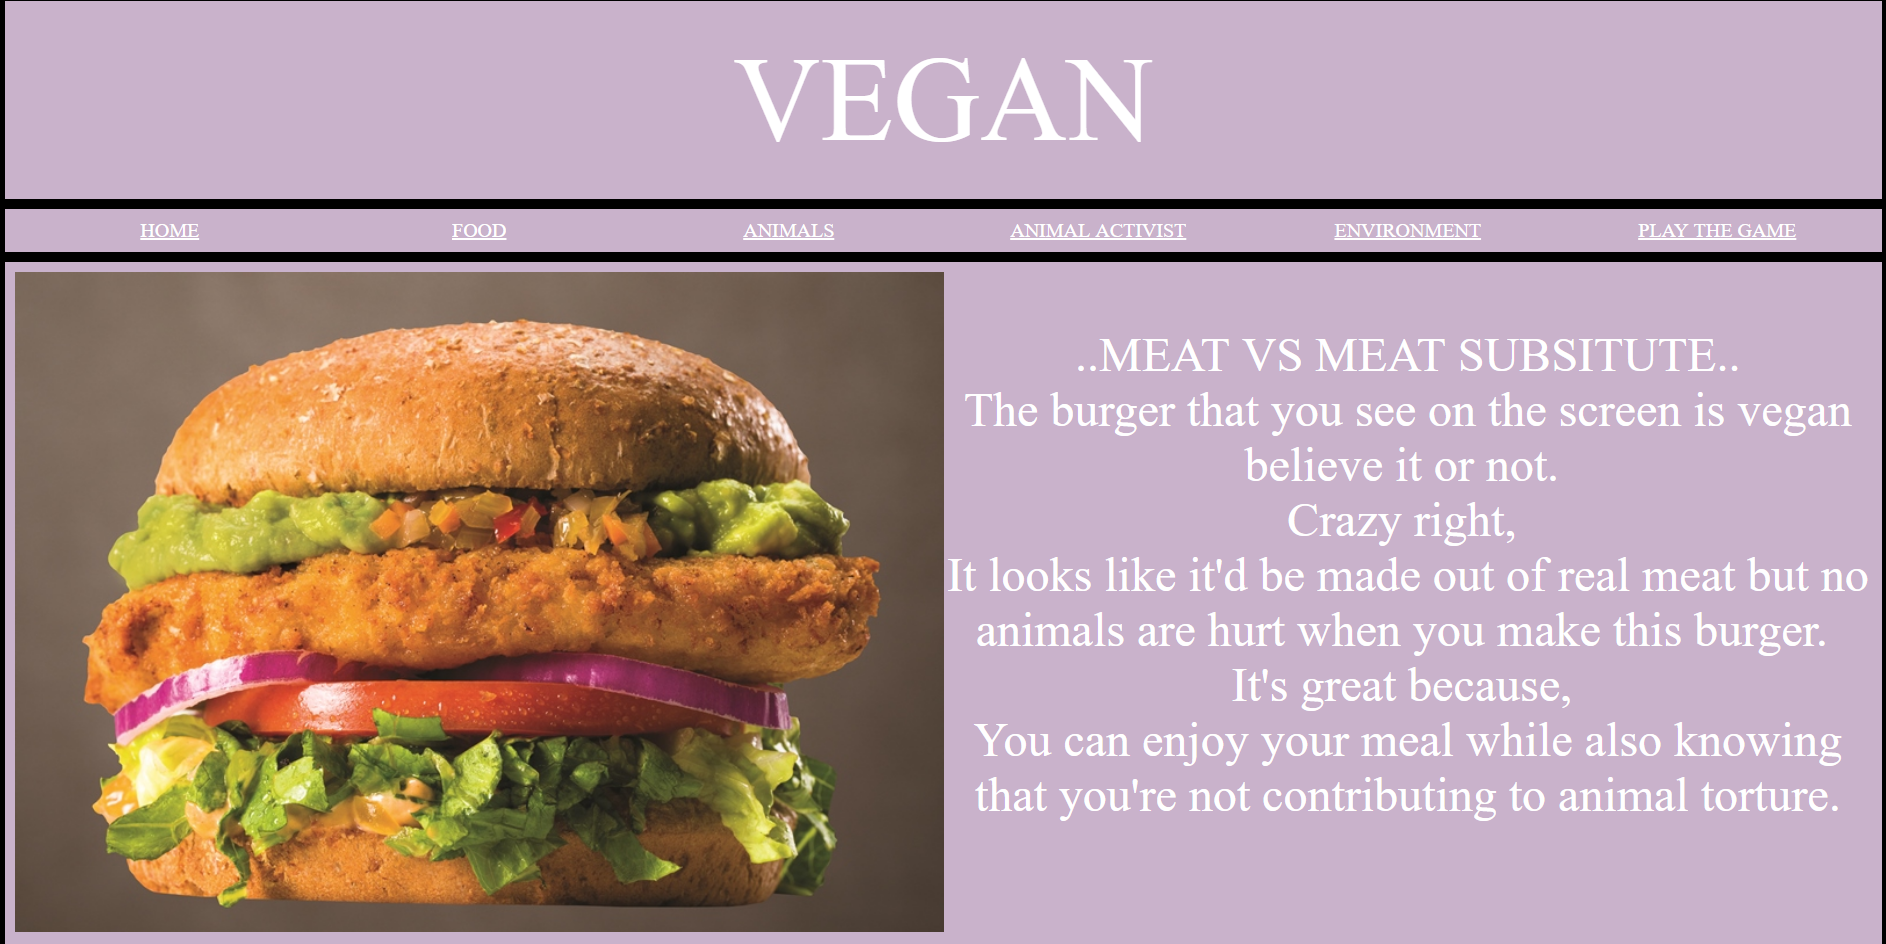 VEGAN
HOME FOOD ANIMALS ANIMAL ACTIVIST ENVIRONMENT PLAY THE GAME
..MEAT VS MEAT SUBSITUTE..
The burger that you see on the screen is vegan
believe it or not.
Crazy right,
It looks like it'd be made out of real meat but no
animals are hurt when you make this burger.
It's great because,
You can enjoy your meal while also knowing
that you're not contributing to animal torture.